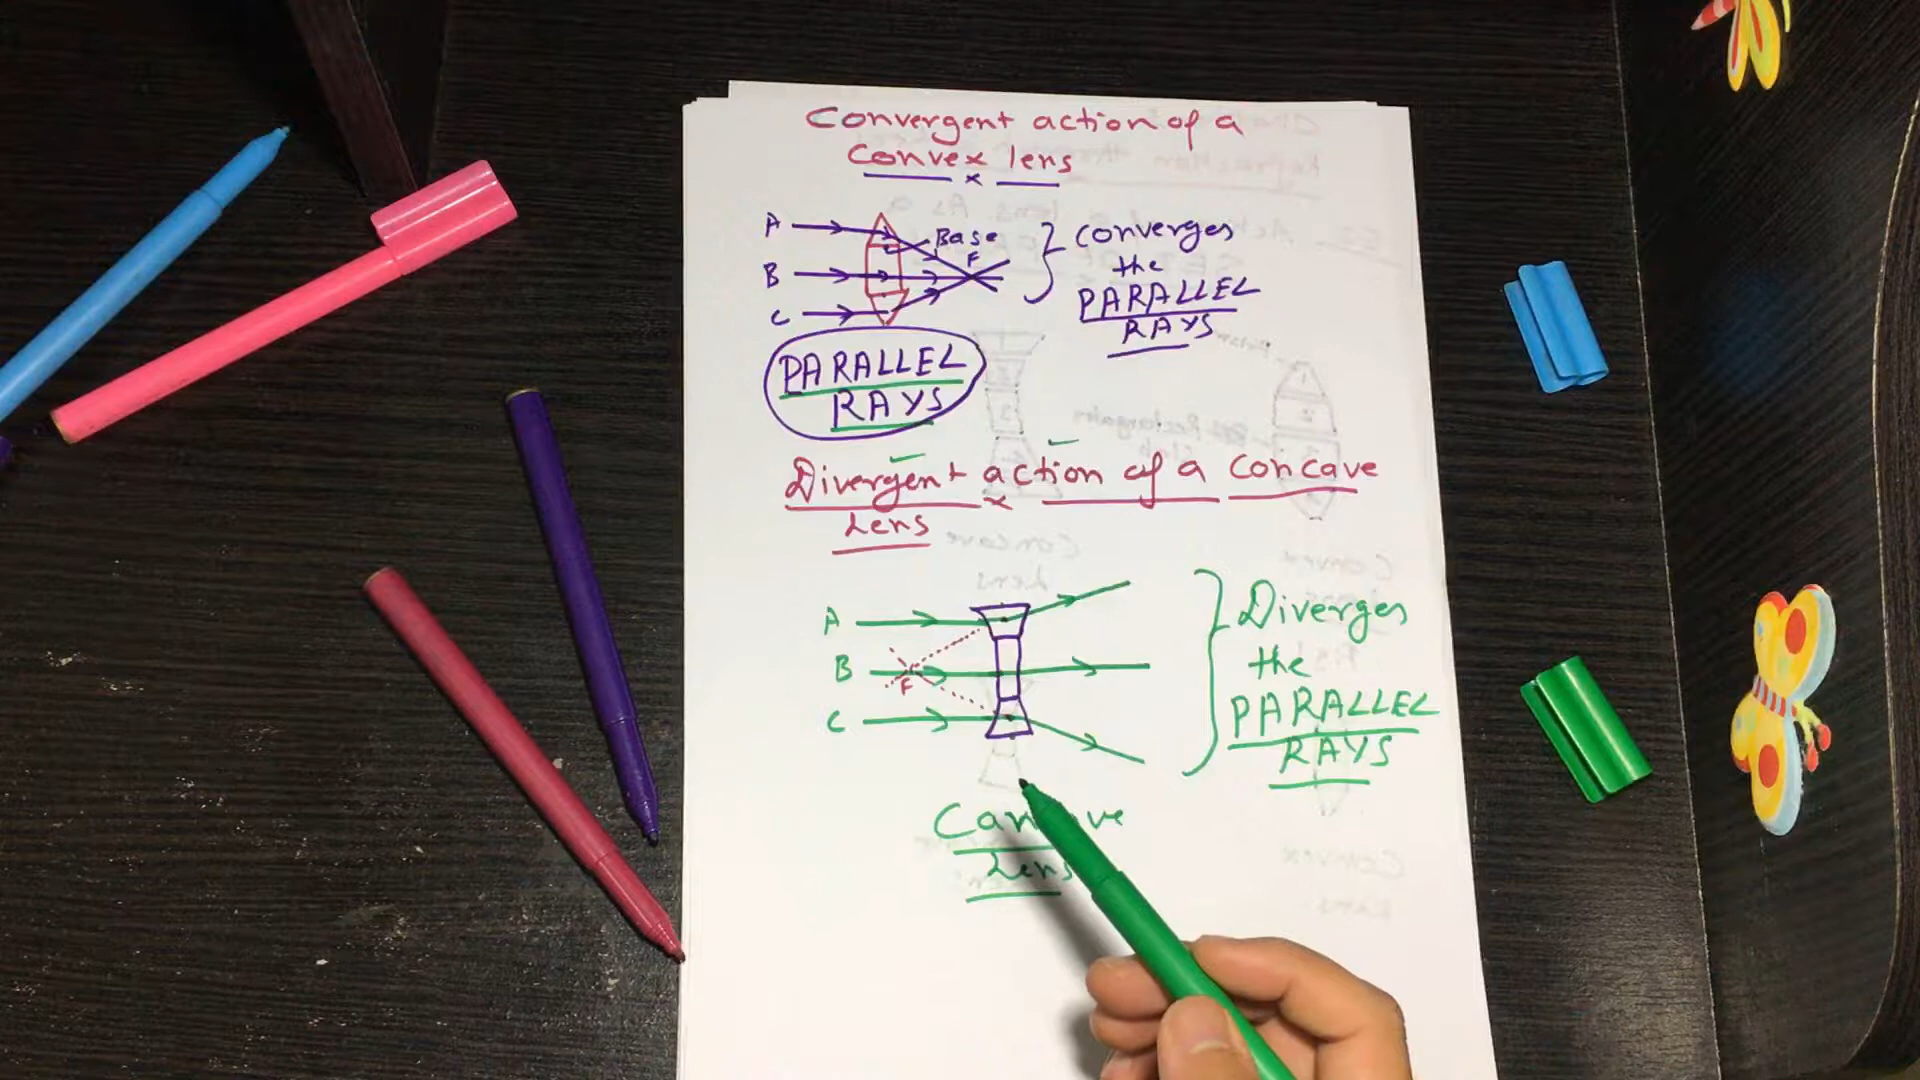 Convergent action of a
Convex lens
x
A
Base
F
B
C
Converges
the
PARALLEL
RAYS
PARALLEL
RAYS
Divergent action of a concave
x
Lens
A
B
F
C
Diverges
the
PARALLEL
RAYS
Lens